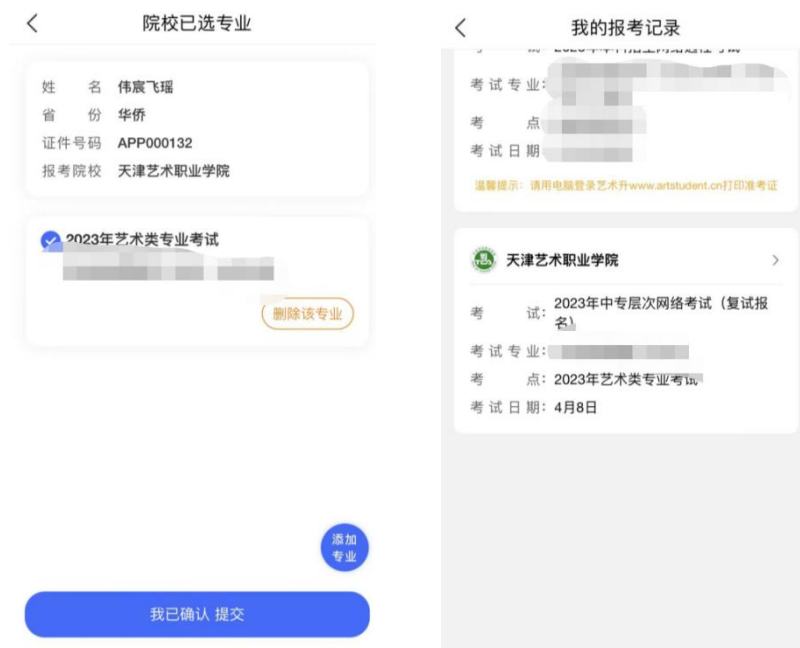 院校已选专业
姓 名 伟宸飞瑶
省 份 华侨
证件号码 APP000132
报考院校 天津艺术职业学院
2023年艺术类专业考试
删除该专业
添加
专业
我已确认 提交
我的报考记录
考试专业:
考 点
考试日期
温馨提示:请用电脑登录艺术升www.artstudent.cn打印准考证
天津艺术职业学院
考 试: 2023年中专层次网络考试(复试报
名)
考试专业:
考 点: 2023年艺术类专业考试
考试日期: 4月8日